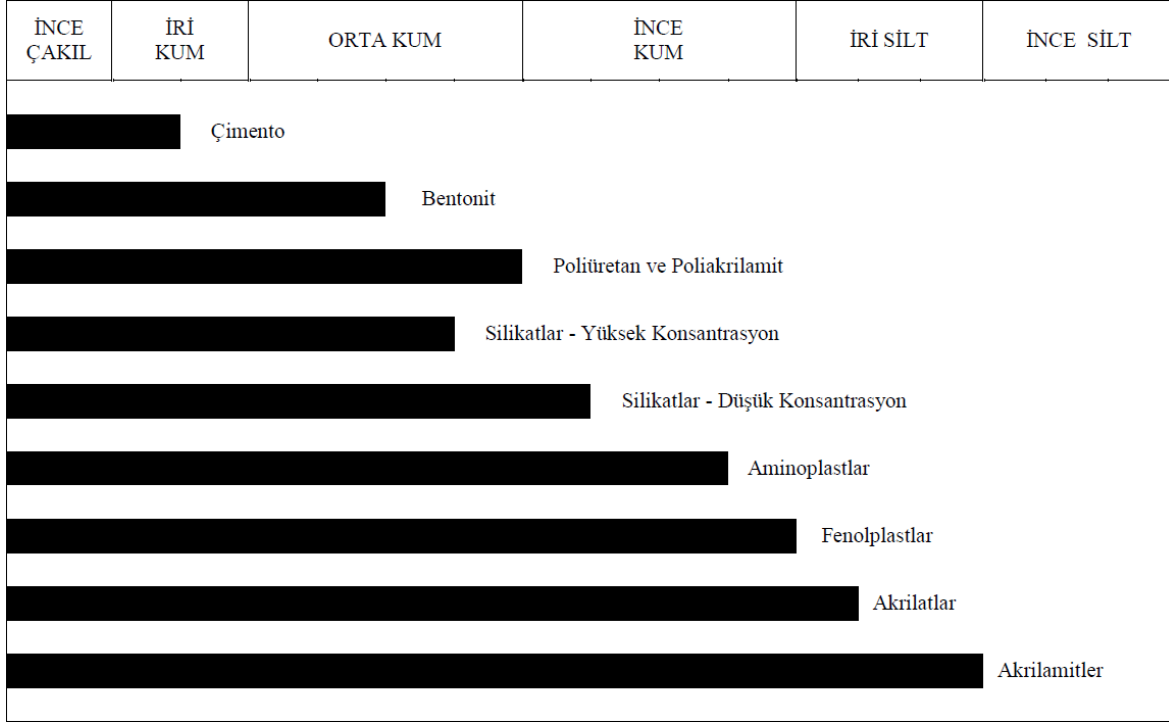 İNCE
ÇAKIL
İRİ
KUM
ORTA KUM
İNCE
KUM
İRİ SİLT
İNCE SİLT
Çimento
Bentonit
Poliüretan ve Poliakrilamit
Silikatlar - Yüksek Konsantrasyon
Silikatlar - Düşük Konsantrasyon
Aminoplastlar
Fenolplastlar
Akrilatlar
Akrilamitler